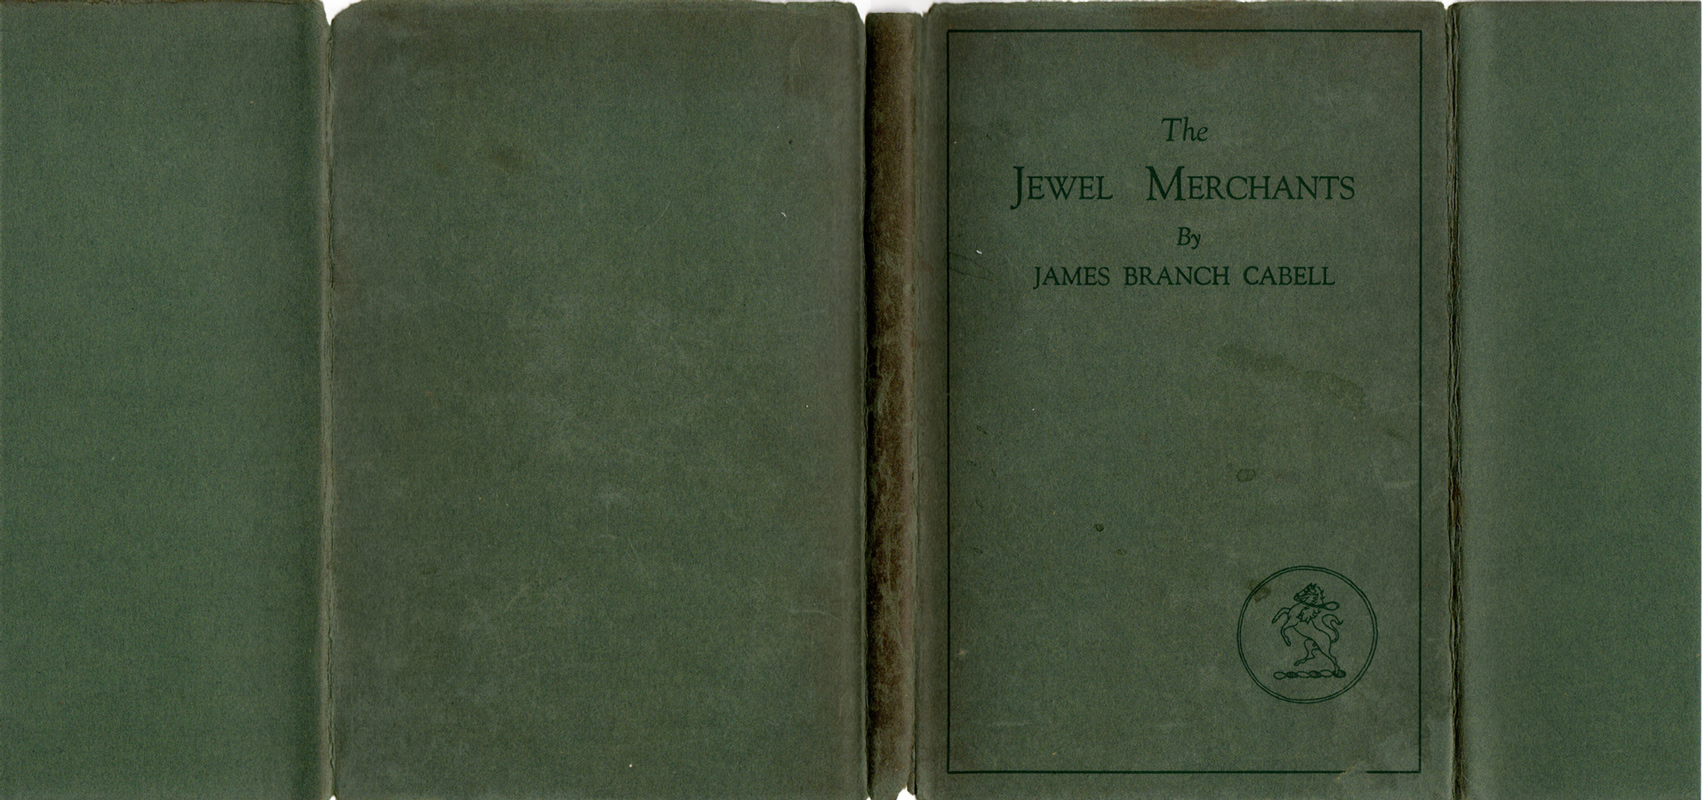 The
JEWEL MERCHANTS
By
JAMES BRANCH CABELL